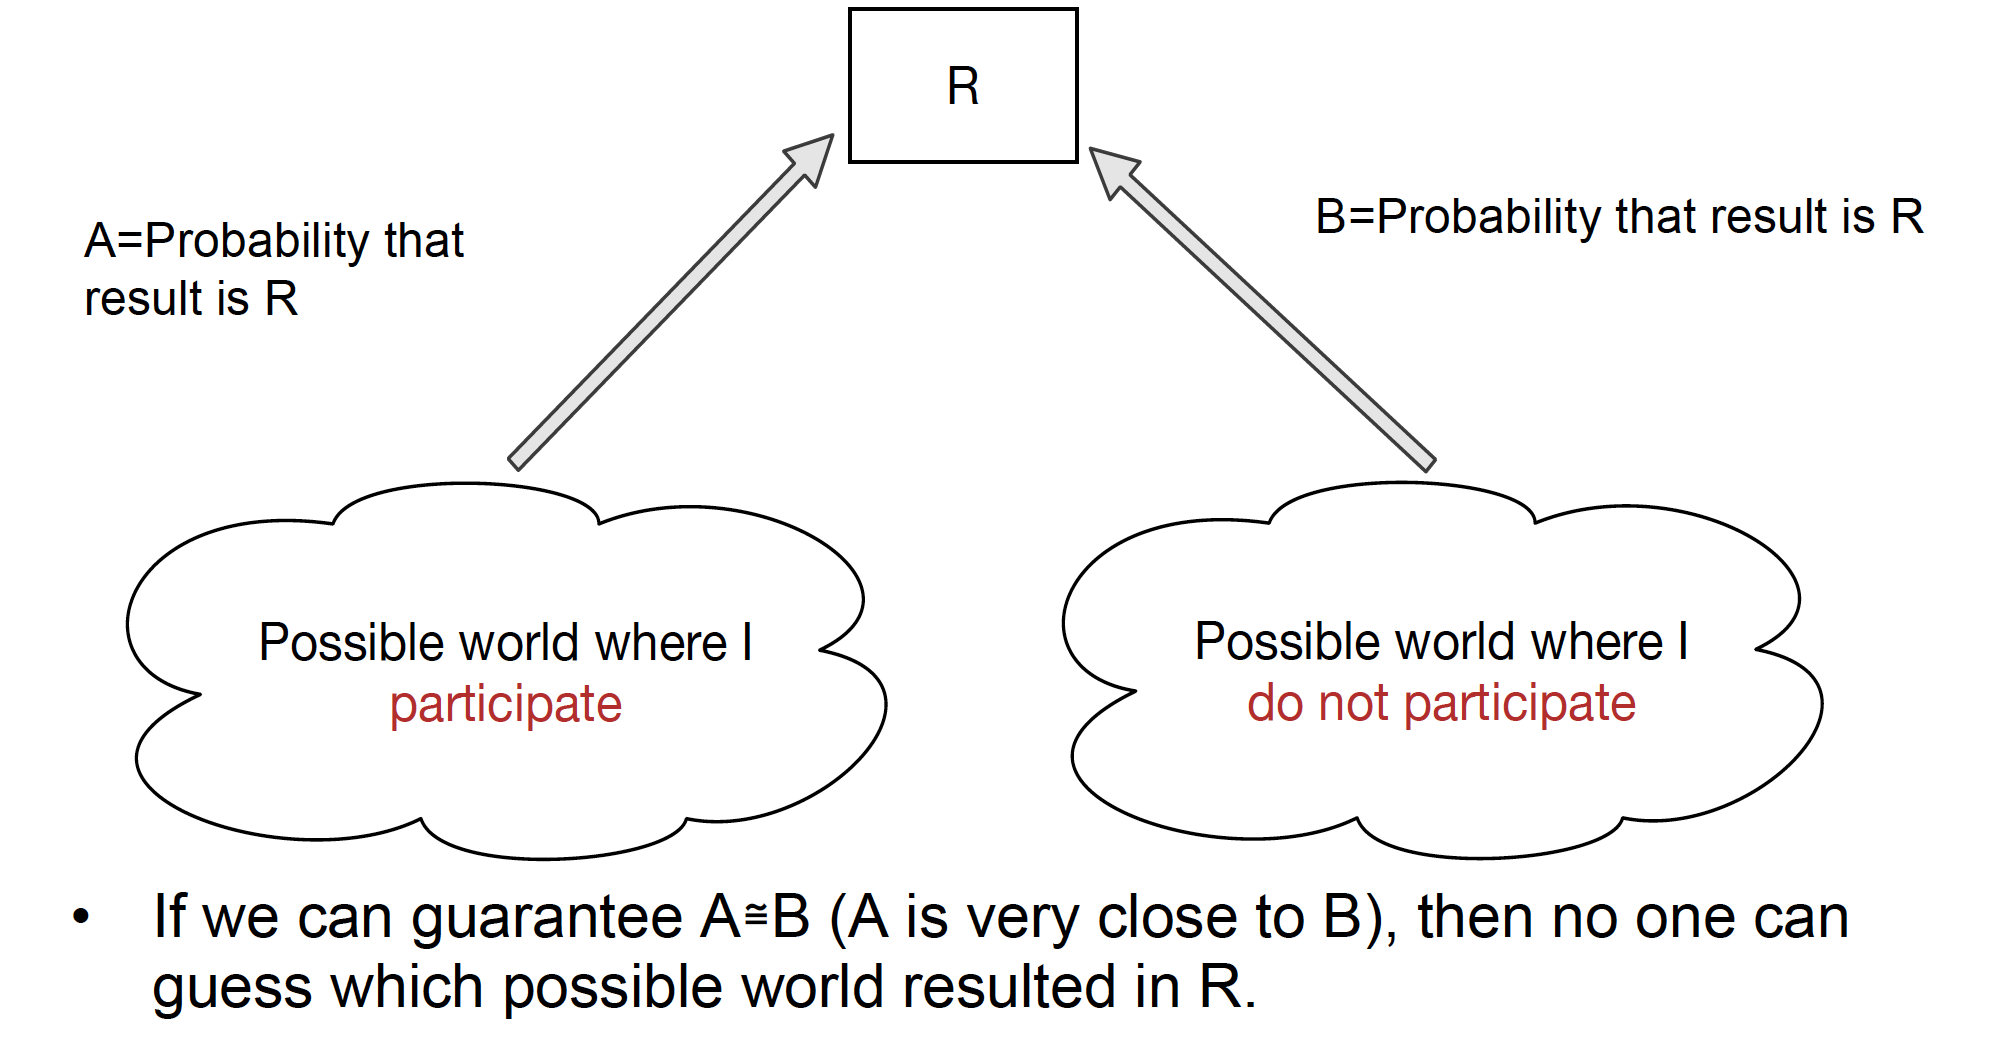 R
A=Probability that
result is R
B=Probability that result is R
Possible world where I
participate
Possible world where I
do not participate
• If we can guarantee A≅B (A is very close to B), then no one can
guess which possible world resulted in R.